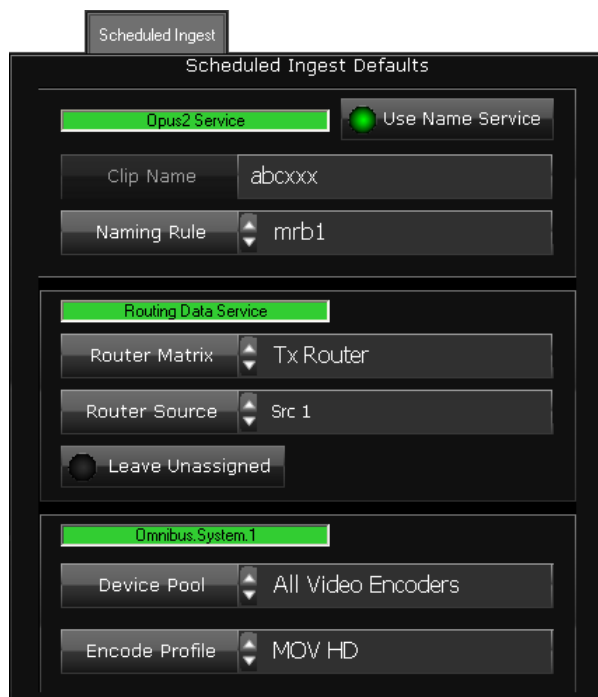 Scheduled Ingest
Scheduled Ingest Defaults
Opus2 Service
Use Name Service
Clip Name abcxxx
Naming Rule mrb1
Routing Data Service
Router Matrix Tx Router
Router Source Src 1
Leave Unassigned
Omnibus.System.1
Device Pool All Video Encoders
Encode Profile MOV HD